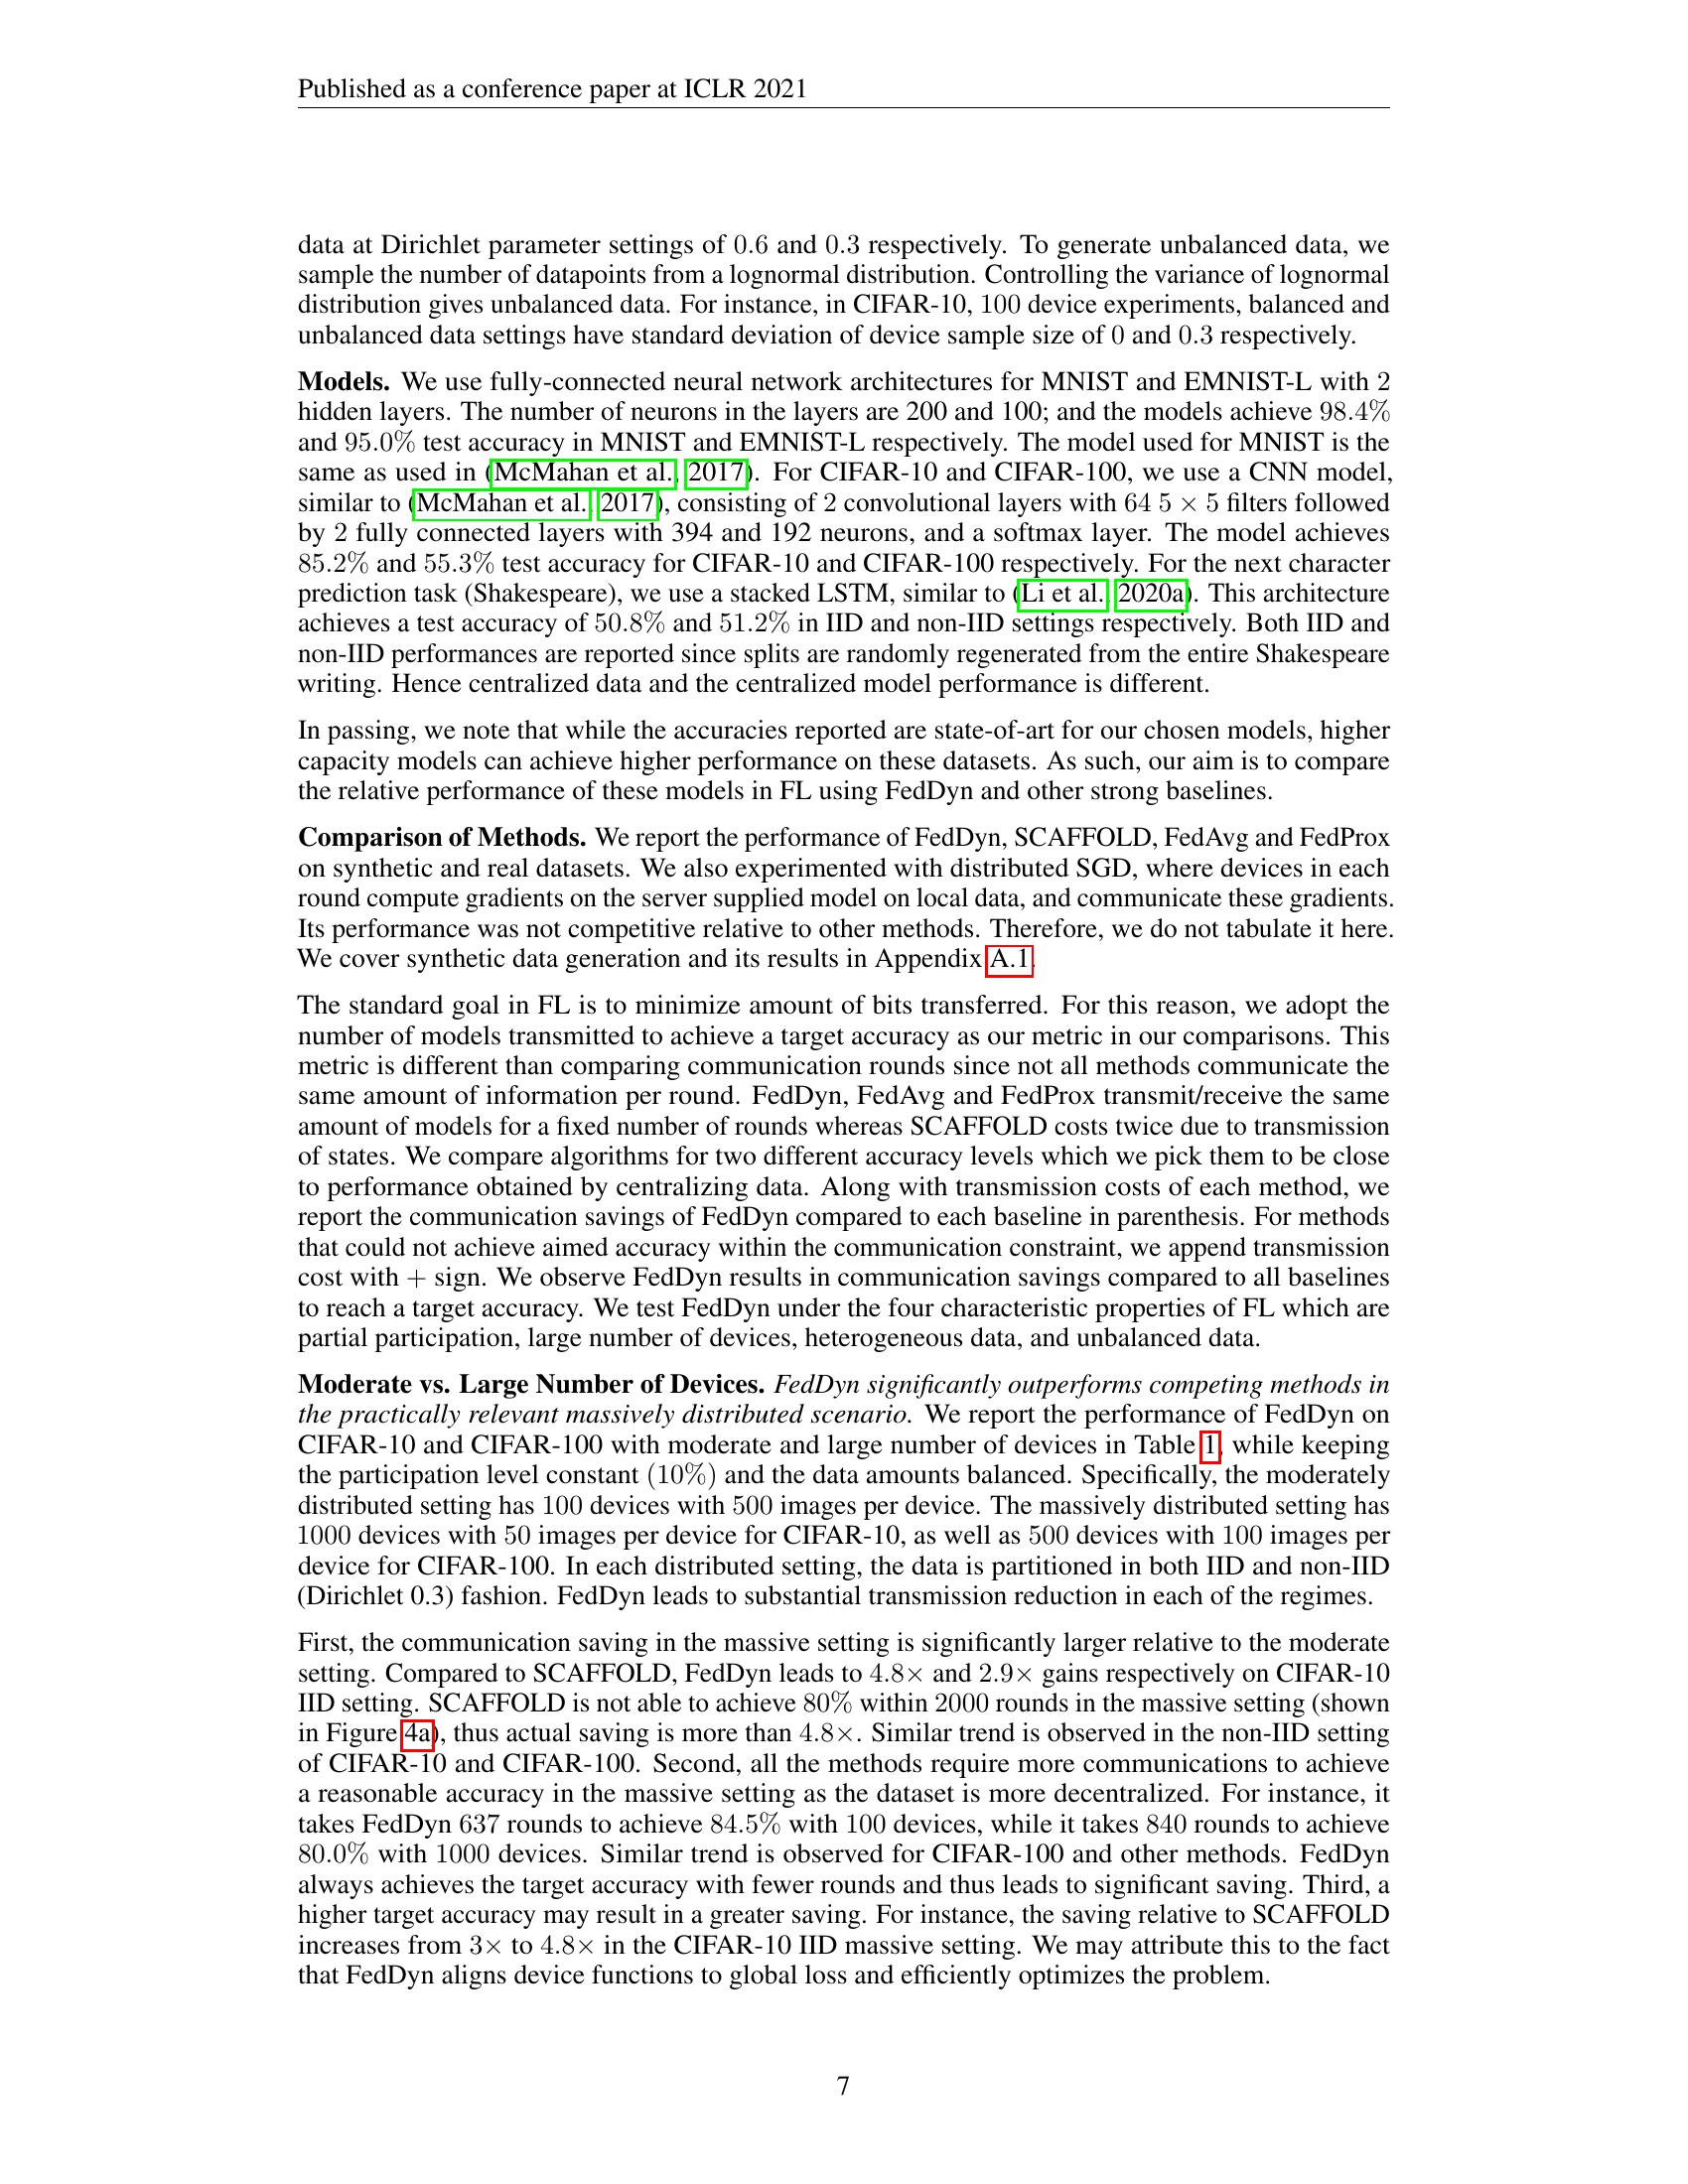 Published as a conference paper at ICLR 2021
data at Dirichlet parameter settings of 0.6 and 0.3 respectively. To generate unbalanced data, we
sample the number of datapoints from a lognormal distribution. Controlling the variance of lognormal
distribution gives unbalanced data. For instance, in CIFAR-10, 100 device experiments, balanced and
unbalanced data settings have standard deviation of device sample size of 0 and 0.3 respectively.
Models. We use fully-connected neural network architectures for MNIST and EMNIST-L with 2
hidden layers. The number of neurons in the layers are 200 and 100; and the models achieve 98.4%
and 95.0% test accuracy in MNIST and EMNIST-L respectively. The model used for MNIST is the
same as used in (McMahan et al., 2017). For CIFAR-10 and CIFAR-100, we use a CNN model,
similar to (McMahan et al., 2017), consisting of 2 convolutional layers with 64 5 × 5 filters followed
by 2 fully connected layers with 394 and 192 neurons, and a softmax layer. The model achieves
85.2% and 55.3% test accuracy for CIFAR-10 and CIFAR-100 respectively. For the next character
prediction task (Shakespeare), we use a stacked LSTM, similar to (Li et al., 2020a). This architecture
achieves a test accuracy of 50.8% and 51.2% in IID and non-IID settings respectively. Both IID and
non-IID performances are reported since splits are randomly regenerated from the entire Shakespeare
writing. Hence centralized data and the centralized model performance is different.
In passing, we note that while the accuracies reported are state-of-art for our chosen models, higher
capacity models can achieve higher performance on these datasets. As such, our aim is to compare
the relative performance of these models in FL using FedDyn and other strong baselines.
Comparison of Methods. We report the performance of FedDyn, SCAFFOLD, FedAvg and FedProx
on synthetic and real datasets. We also experimented with distributed SGD, where devices in each
round compute gradients on the server supplied model on local data, and communicate these gradients.
Its performance was not competitive relative to other methods. Therefore, we do not tabulate it here.
We cover synthetic data generation and its results in Appendix A.1.
The standard goal in FL is to minimize amount of bits transferred. For this reason, we adopt the
number of models transmitted to achieve a target accuracy as our metric in our comparisons. This
metric is different than comparing communication rounds since not all methods communicate the
same amount of information per round. FedDyn, FedAvg and FedProx transmit/receive the same
amount of models for a fixed number of rounds whereas SCAFFOLD costs twice due to transmission
of states. We compare algorithms for two different accuracy levels which we pick them to be close
to performance obtained by centralizing data. Along with transmission costs of each method, we
report the communication savings of FedDyn compared to each baseline in parenthesis. For methods
that could not achieve aimed accuracy within the communication constraint, we append transmission
cost with + sign. We observe FedDyn results in communication savings compared to all baselines
to reach a target accuracy. We test FedDyn under the four characteristic properties of FL which are
partial participation, large number of devices, heterogeneous data, and unbalanced data.
Moderate vs. Large Number of Devices. FedDyn significantly outperforms competing methods in
the practically relevant massively distributed scenario. We report the performance of FedDyn on
CIFAR-10 and CIFAR-100 with moderate and large number of devices in Table 1, while keeping
the participation level constant (10%) and the data amounts balanced. Specifically, the moderately
distributed setting has 100 devices with 500 images per device. The massively distributed setting has
1000 devices with 50 images per device for CIFAR-10, as well as 500 devices with 100 images per
device for CIFAR-100. In each distributed setting, the data is partitioned in both IID and non-IID
(Dirichlet 0.3) fashion. FedDyn leads to substantial transmission reduction in each of the regimes.
First, the communication saving in the massive setting is significantly larger relative to the moderate
setting. Compared to SCAFFOLD, FedDyn leads to 4.8× and 2.9× gains respectively on CIFAR-10
IID setting. SCAFFOLD is not able to achieve 80% within 2000 rounds in the massive setting (shown
in Figure 4a), thus actual saving is more than 4.8×. Similar trend is observed in the non-IID setting
of CIFAR-10 and CIFAR-100. Second, all the methods require more communications to achieve
a reasonable accuracy in the massive setting as the dataset is more decentralized. For instance, it
takes FedDyn 637 rounds to achieve 84.5% with 100 devices, while it takes 840 rounds to achieve
80.0% with 1000 devices. Similar trend is observed for CIFAR-100 and other methods. FedDyn
always achieves the target accuracy with fewer rounds and thus leads to significant saving. Third, a
higher target accuracy may result in a greater saving. For instance, the saving relative to SCAFFOLD
increases from 3× to 4.8× in the CIFAR-10 IID massive setting. We may attribute this to the fact
that FedDyn aligns device functions to global loss and efficiently optimizes the problem.
7